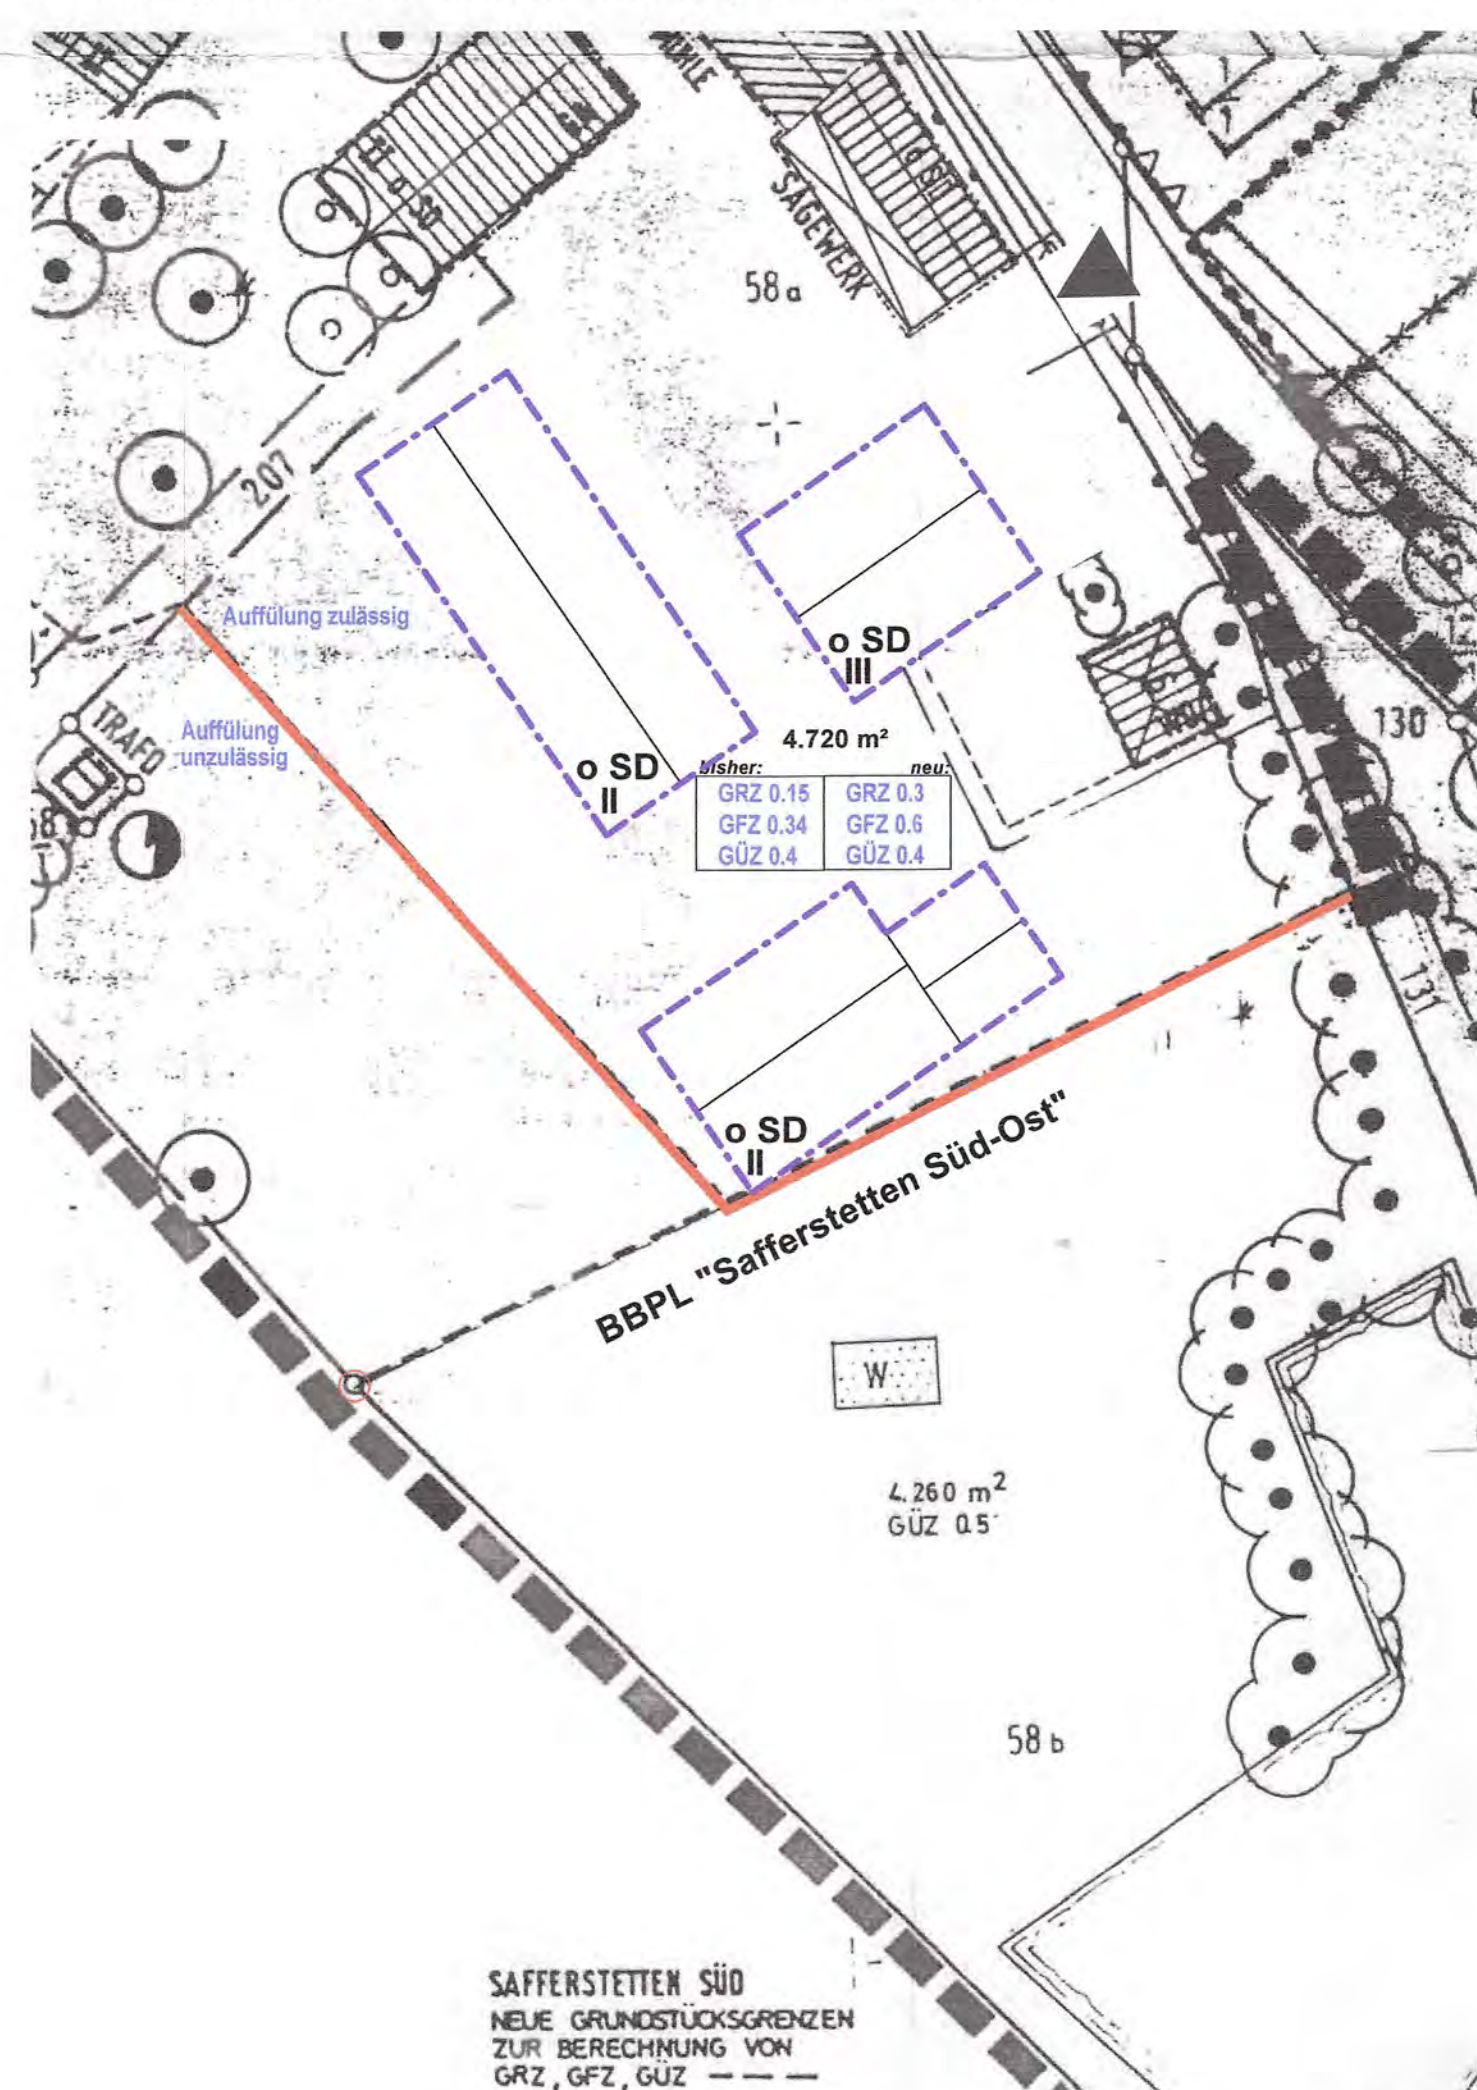 SÄGEWERK
58a
207
Auffülung zulässig
o SD
III
TRAFO
Auffülung
unzulässig
130
4.720 m²
o SD
II
bisher: neu:
GRZ 0.15 GRZ 0.3
GFZ 0.34 GFZ 0.6
GÜZ 0.4 GÜZ 0.4
131
o SD
II
BBPL "Safferstetten Süd-Ost"
W
4.260 m2
GÜZ 0.5
58 b
SAFFERSTETTEN SÜD
NEUE GRUNDSTÜCKSGRENZEN
ZUR BERECHNUNG VON
GRZ, GFZ, GÜZ — — —